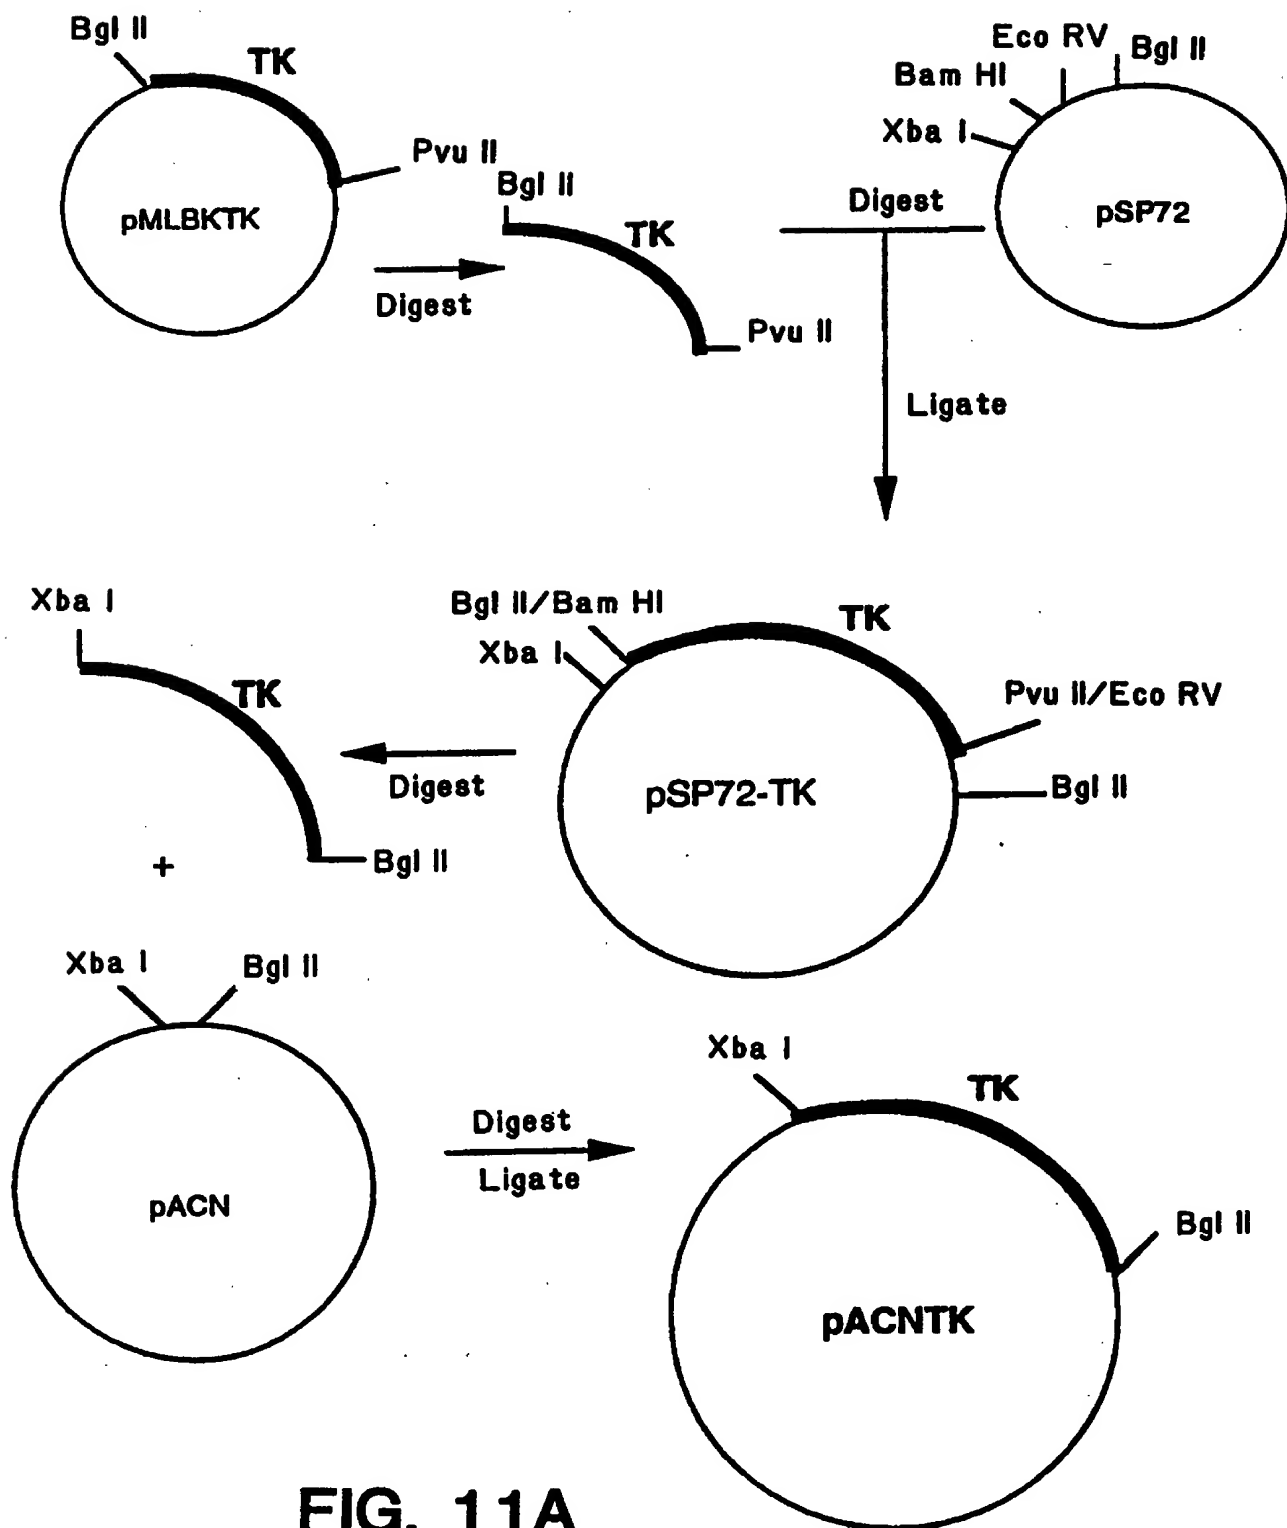 Bgl II
TK
Pvu II
pMLBKTK
Digest
Bgl II
TK
Pvu II
Eco RV
Bgl II
Bam HI
Xba I
pSP72
Digest
Ligate
Xba I
TK
Bgl II
Bgl II/Bam HI
Xba I
TK
Pvu II/Eco RV
Bgl II
pSP72-TK
Digest
+
Xba I
Bgl II
pACN
Digest
Ligate
Xba I
TK
Bgl II
pACNTK
FIG. 11A